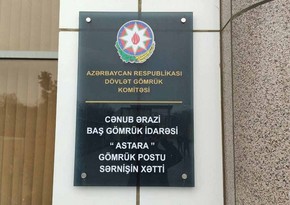 AZƏRBAYCAN RESPUBLİKASI
DÖVLƏT GÖMRÜK
KOMİTƏSİ
CƏNUB ƏRAZİ
BAŞ GÖMRÜK İDARƏSİ
“ ASTARA ”
GÖMRÜK POSTU
SƏRNİŞİN XƏTTİ